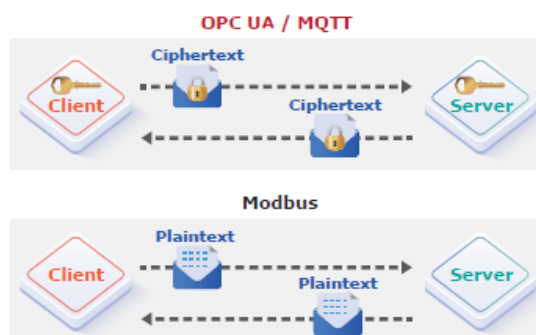 OPC UA / MQTT
Ciphertext
Client
Ciphertext
Server
Modbus
Plaintext
Client
Plaintext
Server